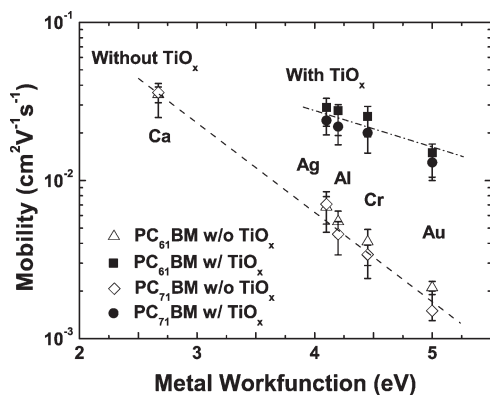 10⁻¹
Without TiOₓ
With TiOₓ
Ca
Ag
Al
Cr
Au
10⁻²
PC₆₁BM w/o TiOₓ
PC₆₁BM w/ TiOₓ
PC₇₁BM w/o TiOₓ
PC₇₁BM w/ TiOₓ
10⁻³
Mobility (cm²V⁻¹s⁻¹)
2 3 4 5
Metal Workfunction (eV)